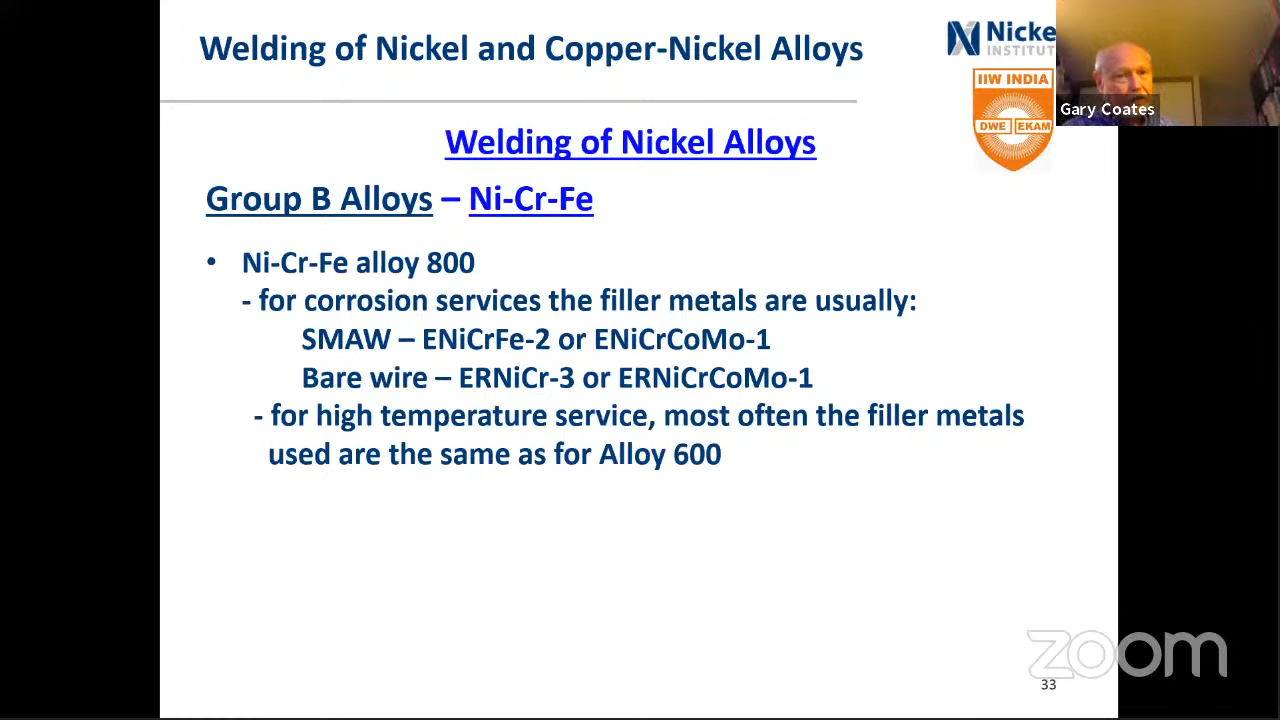 Welding of Nickel and Copper-Nickel Alloys
Nicke
INSTITUT
IIW INDIA
DWE EKAM
Gary Coates
Welding of Nickel Alloys
Group B Alloys – Ni-Cr-Fe
• Ni-Cr-Fe alloy 800
- for corrosion services the filler metals are usually:
SMAW – ENiCrFe-2 or ENiCrCoMo-1
Bare wire – ERNiCr-3 or ERNiCrCoMo-1
- for high temperature service, most often the filler metals
used are the same as for Alloy 600
zoom
33